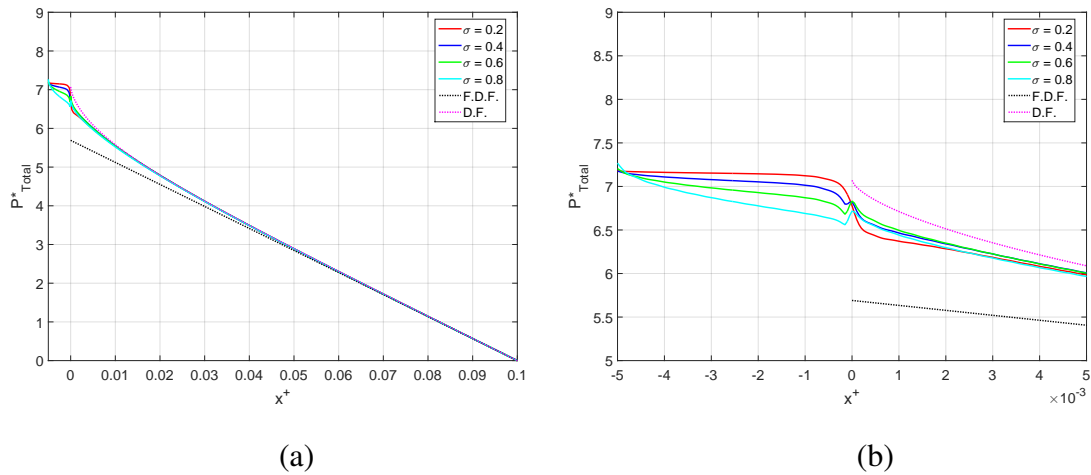 9
8
7
6
5
4
3
2
1
0
P*Total
0 0.01 0.02 0.03 0.04 0.05 0.06 0.07 0.08 0.09 0.1
x+
σ = 0.2
σ = 0.4
σ = 0.6
σ = 0.8
F.D.F.
D.F.
(a)
9
8.5
8
7.5
7
6.5
6
5.5
5
P*Total
-5 -4 -3 -2 -1 0 1 2 3 4 5
x+
×10-3
σ = 0.2
σ = 0.4
σ = 0.6
σ = 0.8
F.D.F.
D.F.
(b)